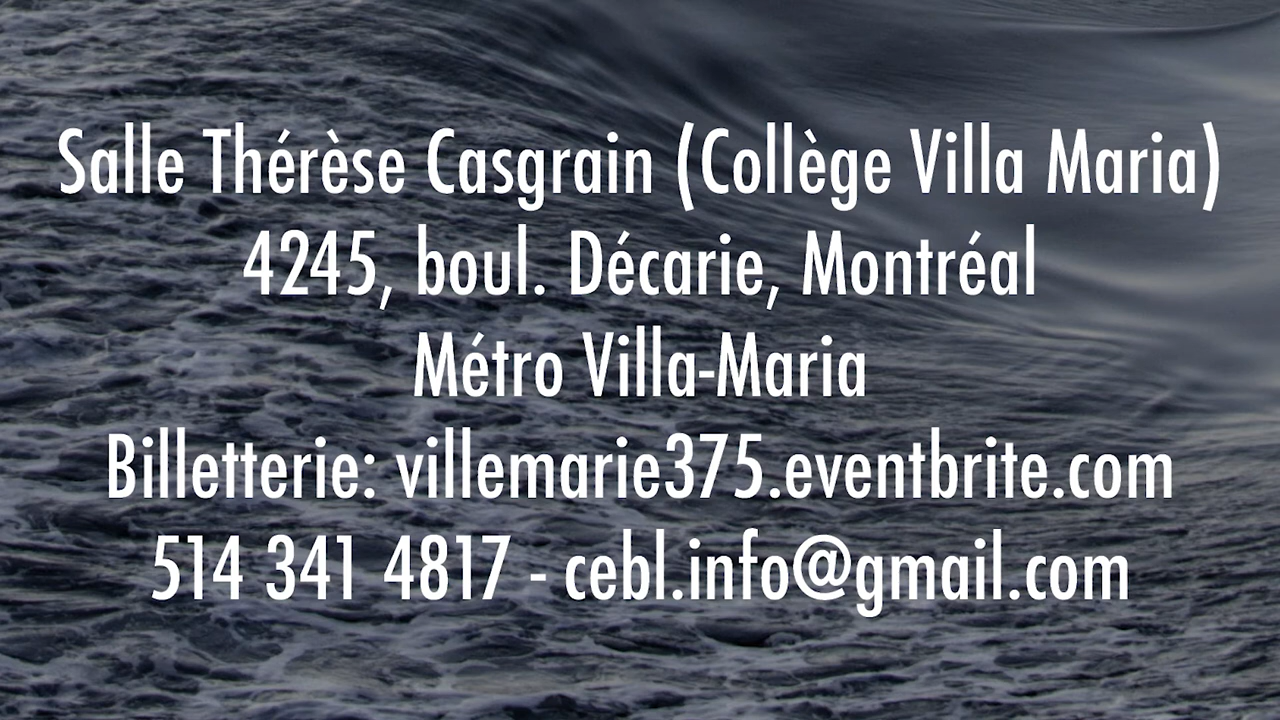 Salle Thérèse Casgrain (Collège Villa Maria)
4245, boul. Décarie, Montréal
Métro Villa-Maria
Billetterie: villemarie375.eventbrite.com
514 341 4817 - cebl.info@gmail.com